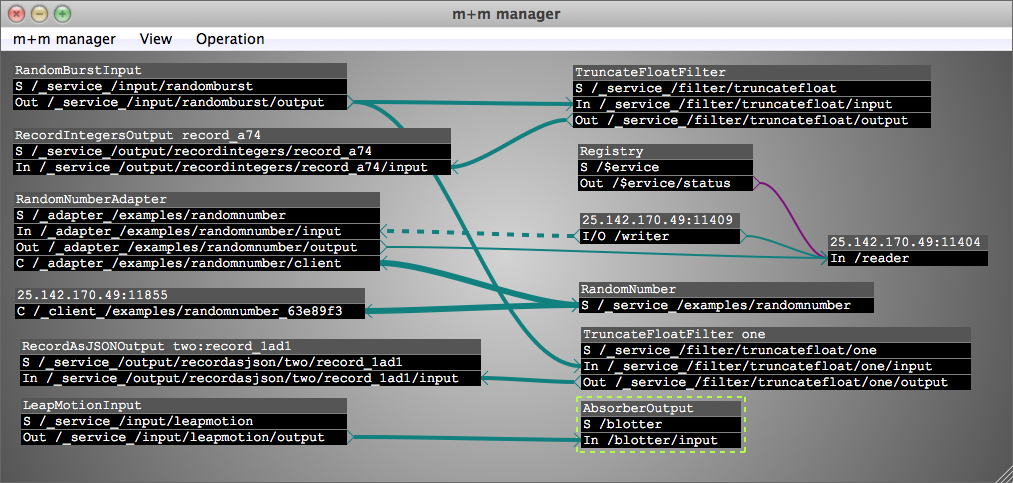 m+m manager
m+m manager View Operation
RandomBurstInput
S /_service_/input/randomburst
Out /_service_/input/randomburst/output
RecordIntegersOutput record_a74
S /_service_/output/recordintegers/record_a74
In /_service_/output/recordintegers/record_a74/input
RandomNumberAdapter
S /_adapter_/examples/randomnumber
In /_adapter_/examples/randomnumber/input
Out /_adapter_/examples/randomnumber/output
C /_adapter_/examples/randomnumber/client
25.142.170.49:11855
C /_client_/examples/randomnumber_63e89f3
RecordAsJSONOutput two:record_1ad1
S /_service_/output/recordasjson/two/record_1ad1
In /_service_/output/recordasjson/two/record_1ad1/input
LeapMotionInput
S /_service_/input/leapmotion
Out /_service_/input/leapmotion/output
TruncateFloatFilter
S /_service_/filter/truncatefloat
In /_service_/filter/truncatefloat/input
Out /_service_/filter/truncatefloat/output
Registry
S /$ervice
Out /$ervice/status
25.142.170.49:11409
I/O /writer
25.142.170.49:11404
In /reader
RandomNumber
S /_service_/examples/randomnumber
TruncateFloatFilter one
S /_service_/filter/truncatefloat/one
In /_service_/filter/truncatefloat/one/input
Out /_service_/filter/truncatefloat/one/output
AbsorberOutput
S /blotter
In /blotter/input